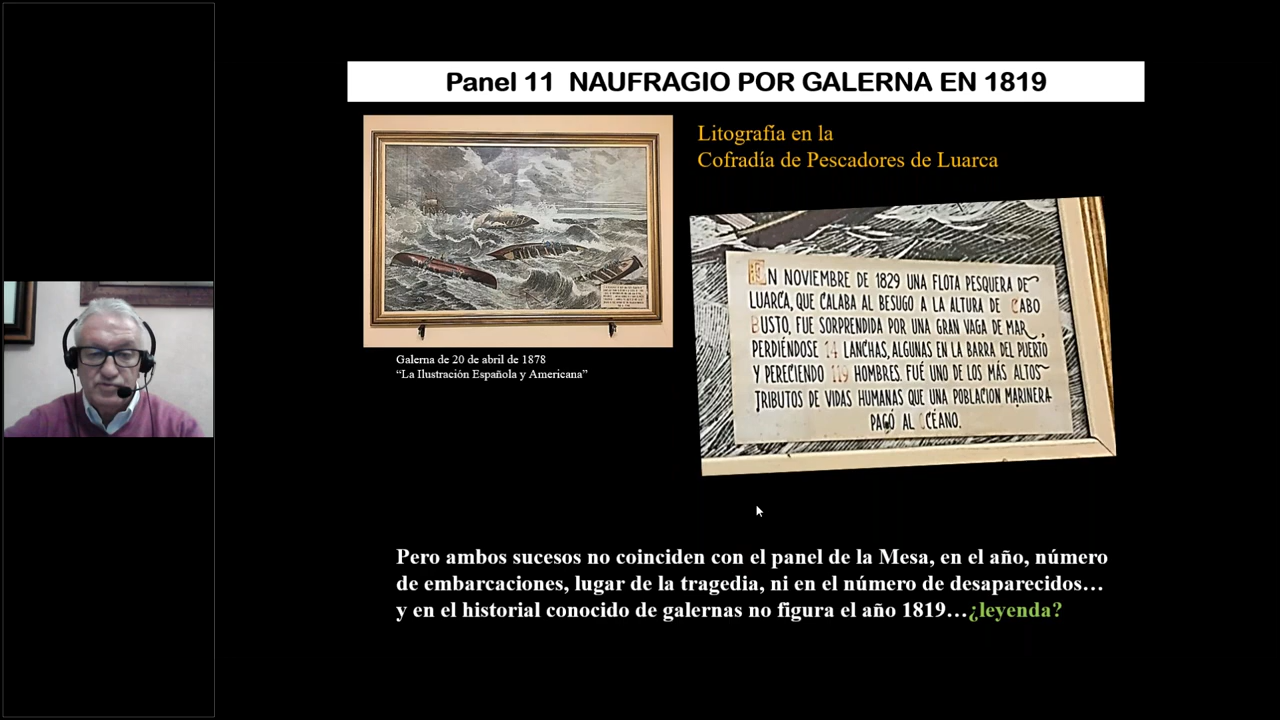 Panel 11 NAUFRAGIO POR GALERNA EN 1819
Litografía en la
Cofradía de Pescadores de Luarca
EN NOVIEMBRE DE 1829 UNA FLOTA PESQUERA DE
LUARCA, QUE CALABA AL BESUGO A LA ALTURA DE CABO
BUSTO, FUE SORPRENDIDA POR UNA GRAN VAGA DE MAR,
PERDIÉNDOSE 14 LANCHAS, ALGUNAS EN LA BARRA DEL PUERTO
Y PERECIENDO 119 HOMBRES. FUÉ UNO DE LOS MÁS ALTOS
TRIBUTOS DE VIDAS HUMANAS QUE UNA POBLACION MARINERA
PAGÓ AL OCÉANO.
Galerna de 20 de abril de 1878
“La Ilustración Española y Americana”
Pero ambos sucesos no coinciden con el panel de la Mesa, en el año, número
de embarcaciones, lugar de la tragedia, ni en el número de desaparecidos…
y en el historial conocido de galernas no figura el año 1819…¿leyenda?